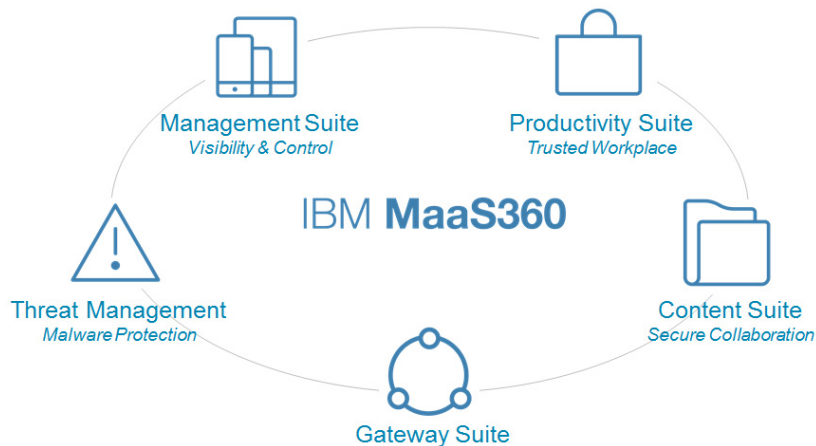 Management Suite
Visibility & Control
Productivity Suite
Trusted Workplace
IBM MaaS360
Threat Management
Malware Protection
Content Suite
Secure Collaboration
Gateway Suite